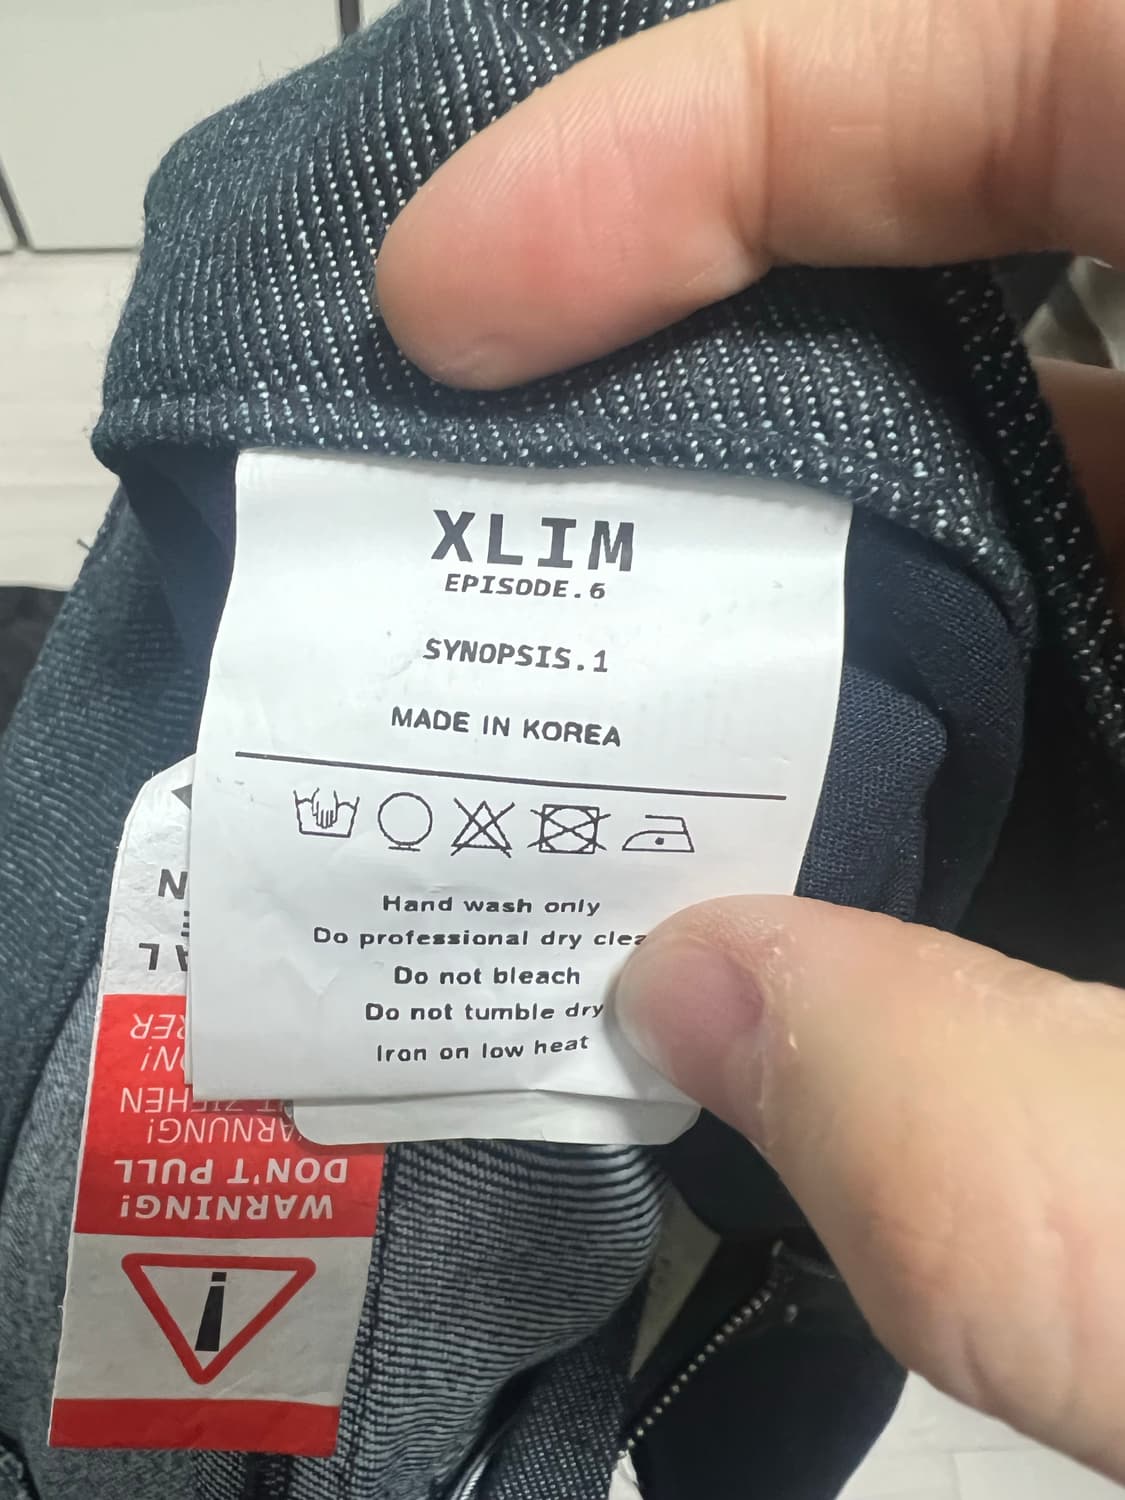 XLIM
EPISODE.6
SYNOPSIS.1
MADE IN KOREA
Hand wash only
Do professional dry
Do not bleach
Do not tumble dry
Iron on low heat
WARNING!
DON'T PULL